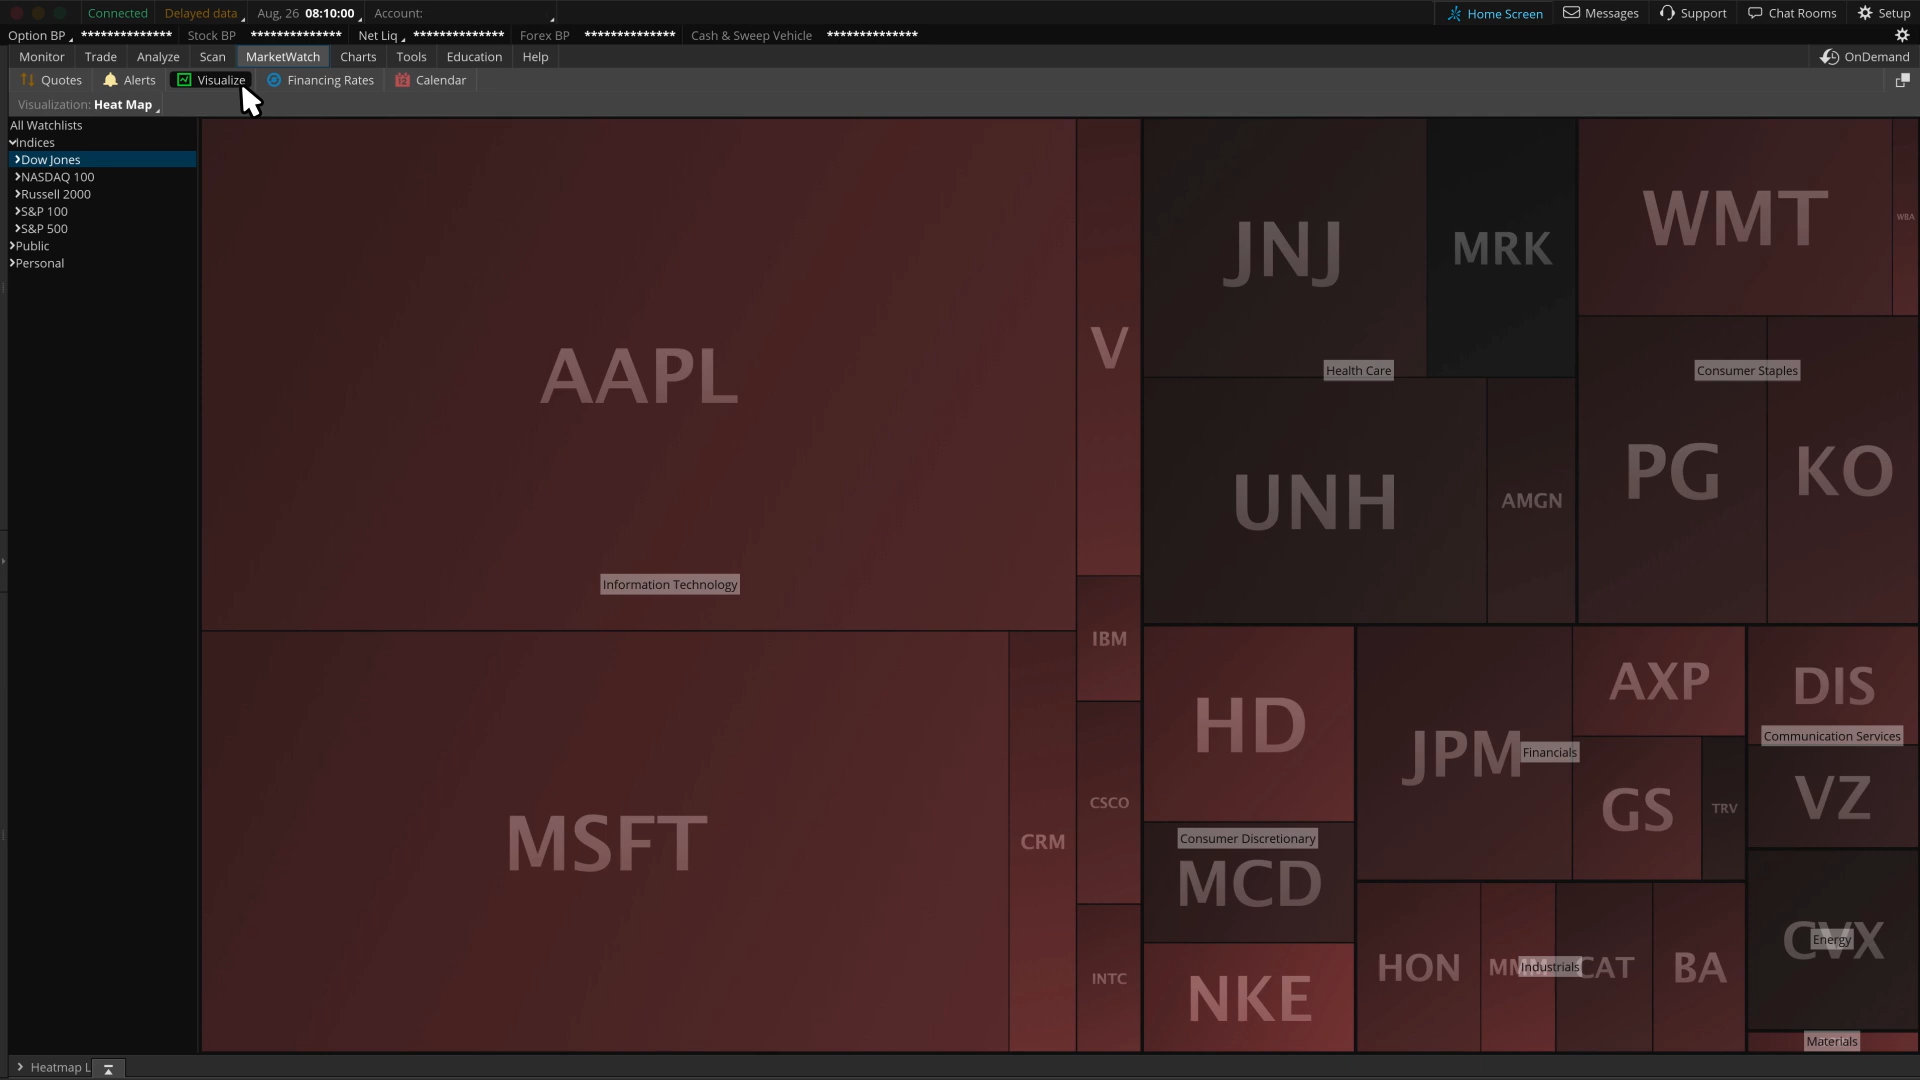 Connected Delayed data Aug, 26 08:10:00 Account: Home Screen Messages Support Chat Rooms Setup
Option BP ************** Stock BP ************** Net Liq ************** Forex BP ************** Cash & Sweep Vehicle **************
Monitor Trade Analyze Scan MarketWatch Charts Tools Education Help OnDemand
Quotes Alerts Visualize Financing Rates Calendar
Visualization: Heat Map
All Watchlists
Indices
Dow Jones
NASDAQ 100
Russell 2000
S&P 100
S&P 500
Public
Personal
AAPL
Information Technology
MSFT
CRM
V
IBM
CSCO
INTC
JNJ
MRK
Health Care
UNH
AMGN
WMT
WBA
Consumer Staples
PG
KO
HD
Consumer Discretionary
MCD
NKE
JPM
Financials
AXP
GS
TRV
HON
Industrials
CAT
BA
DIS
Communication Services
VZ
CVX
Energy
Materials
Heatmap L